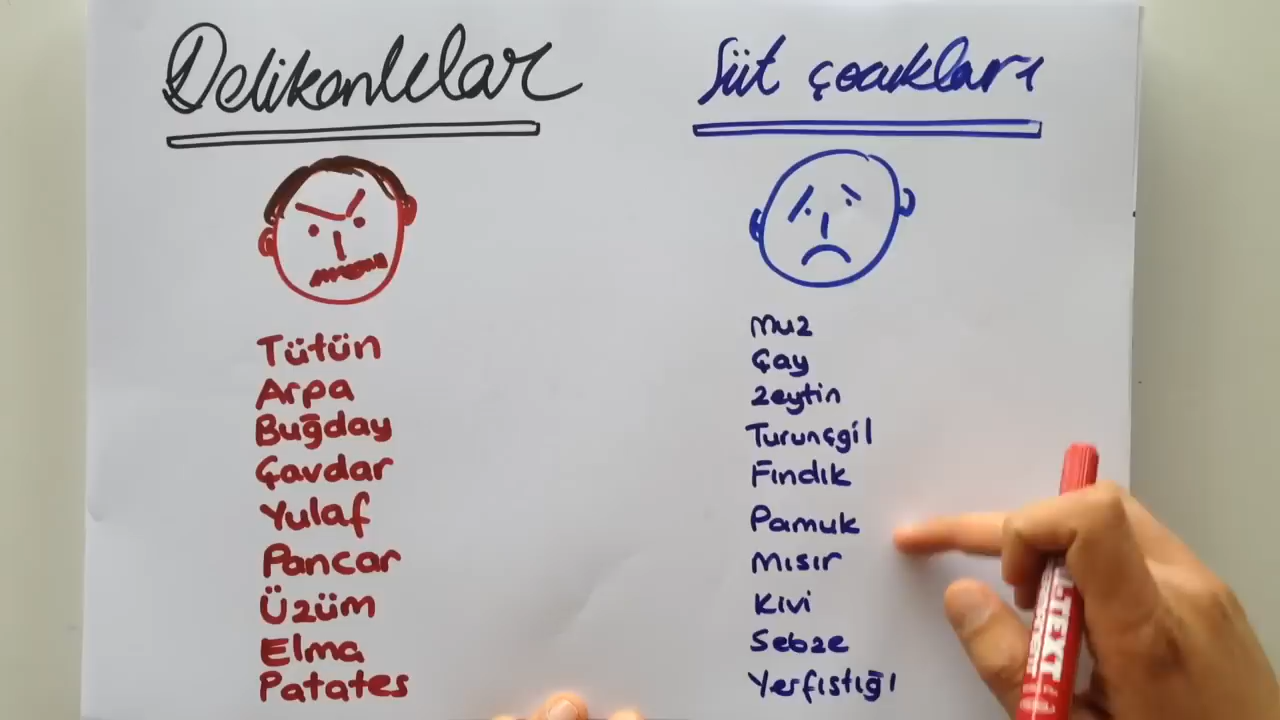 Delikanlılar
Tütün
Arpa
Buğday
Çavdar
Yulaf
Pancar
Üzüm
Elma
Patates
Süt çocukları
Muz
Çay
Zeytin
Turunçgil
Fındık
Pamuk
Mısır
Kivi
Sebze
Yerfıstığı
TEXT